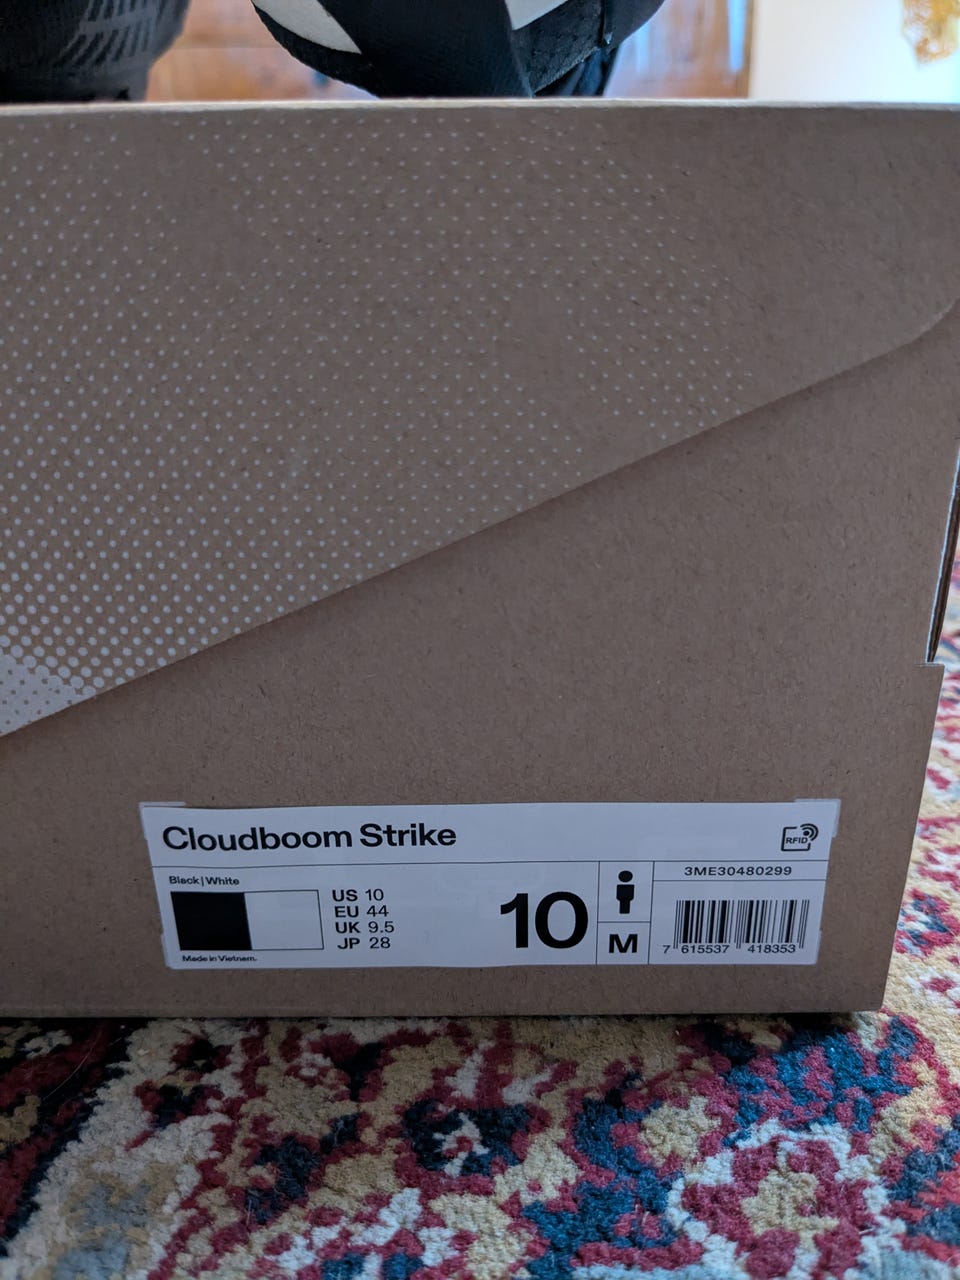 Cloudboom Strike
RFID
Black | White
US 10
EU 44
UK 9.5
JP 28
Made in Vietnam.
10
M
3ME30480299
7 615537 418353